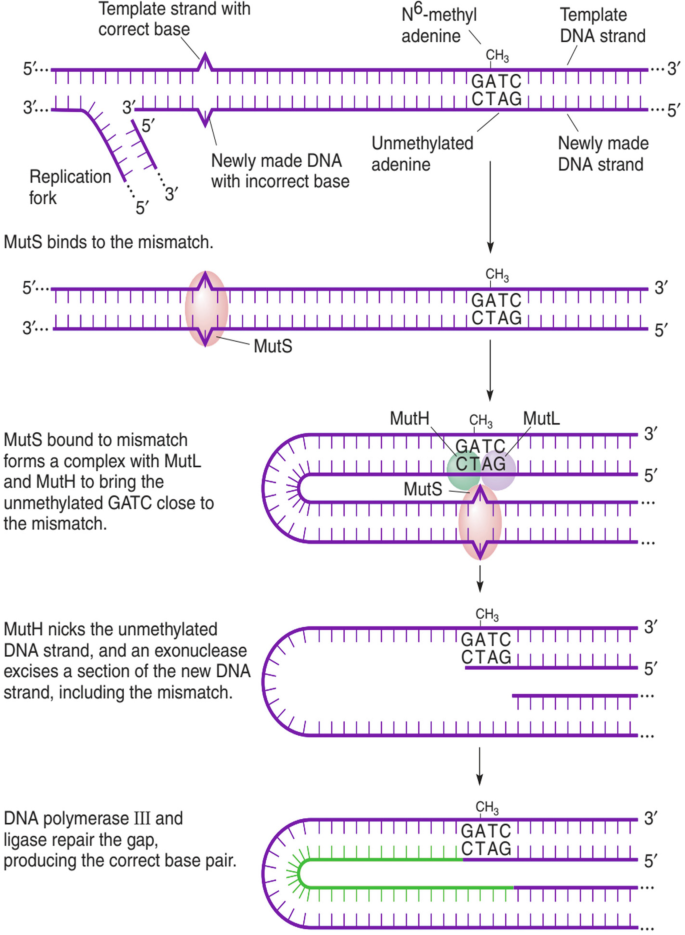 Template strand with
correct base
N6-methyl
adenine
Template
DNA strand
CH3
5′...
...3′
GATC
CTAG
3′...
3′
...5′
5′
Replication
fork
Newly made DNA
with incorrect base
Unmethylated
adenine
Newly made
DNA strand
...3′
...5′
MutS binds to the mismatch.
CH3
5′...
3′
GATC
CTAG
3′...
5′
MutS
MutS bound to mismatch
forms a complex with MutL
and MutH to bring the
unmethylated GATC close to
the mismatch.
MutH
CH3
MutL
3′
GATC
CTAG
5′
MutS
...
...
MutH nicks the unmethylated
DNA strand, and an exonuclease
excises a section of the new DNA
strand, including the mismatch.
CH3
3′
GATC
CTAG
5′
...
...
DNA polymerase III and
ligase repair the gap,
producing the correct base pair.
CH3
3′
GATC
CTAG
5′
...
...